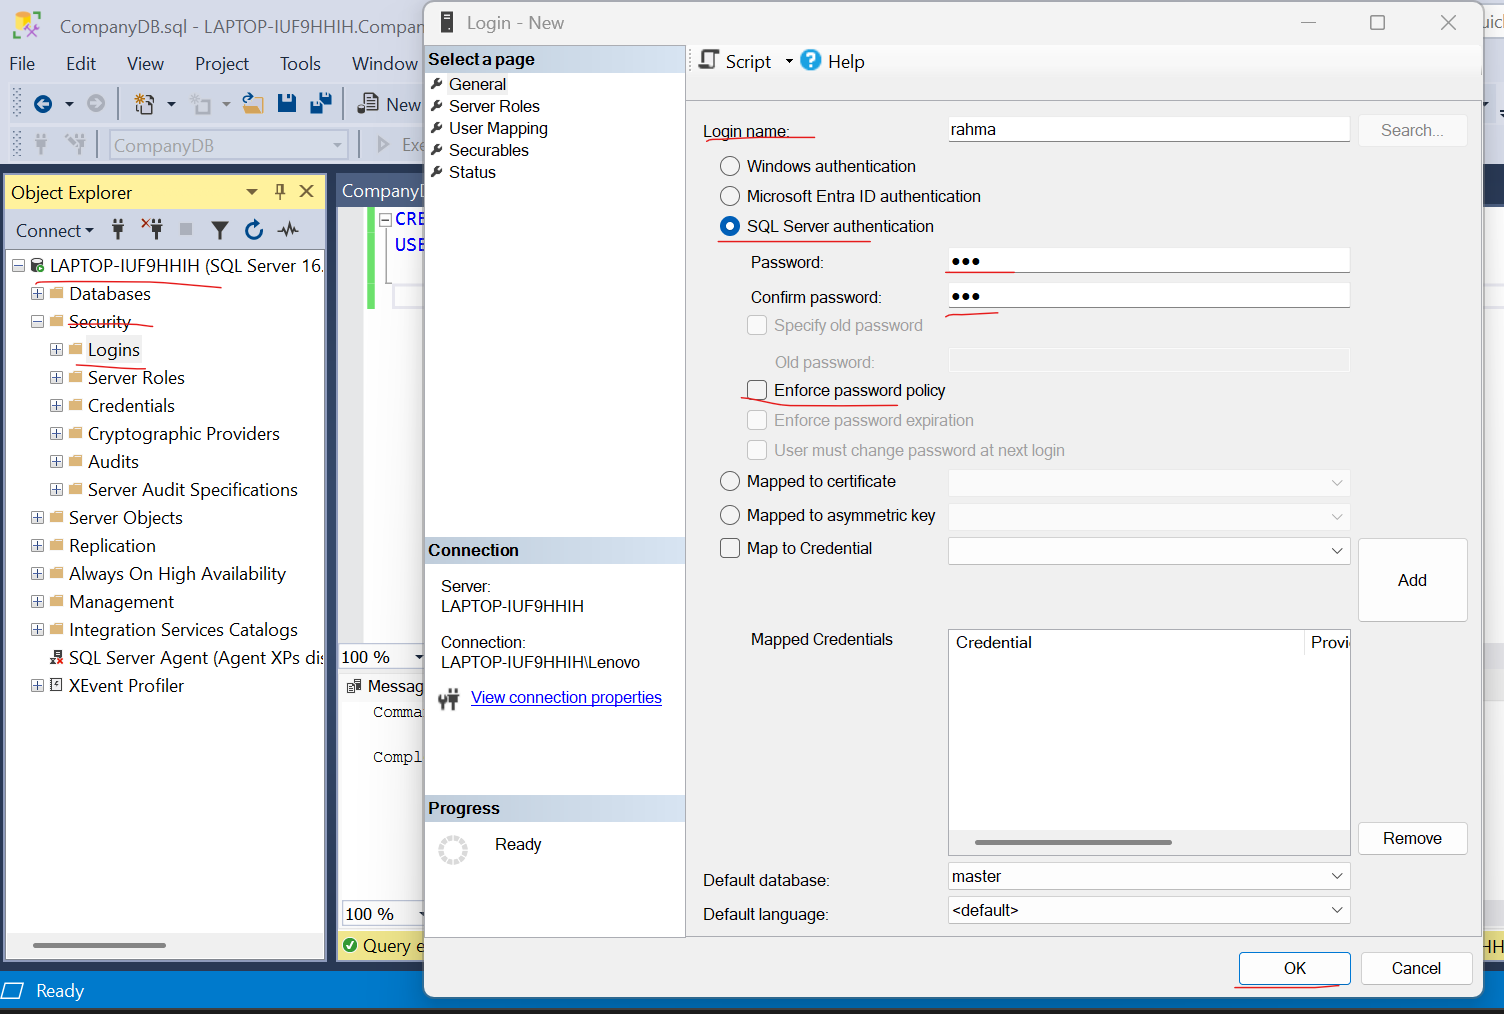 CompanyDB.sql - LAPTOP-IUF9HHIH.Compan
File Edit View Project Tools Window
New
CompanyDB
Exe
Object Explorer
Connect
LAPTOP-IUF9HHIH (SQL Server 16.
Databases
Security
Logins
Server Roles
Credentials
Cryptographic Providers
Audits
Server Audit Specifications
Server Objects
Replication
Always On High Availability
Management
Integration Services Catalogs
SQL Server Agent (Agent XPs dis
XEvent Profiler
Ready
CompanyD
CRE
USE
100 %
Messag
Comma
Compl
100 %
Query e
Login - New
Select a page
General
Server Roles
User Mapping
Securables
Status
Connection
Server:
LAPTOP-IUF9HHIH
Connection:
LAPTOP-IUF9HHIH\Lenovo
View connection properties
Progress
Ready
Script Help
Login name: rahma Search...
Windows authentication
Microsoft Entra ID authentication
SQL Server authentication
Password: ●●●
Confirm password: ●●●
Specify old password
Old password:
Enforce password policy
Enforce password expiration
User must change password at next login
Mapped to certificate
Mapped to asymmetric key
Map to Credential
Add
Mapped Credentials
Credential Provi
Remove
Default database: master
Default language: <default>
OK Cancel
uic
HH